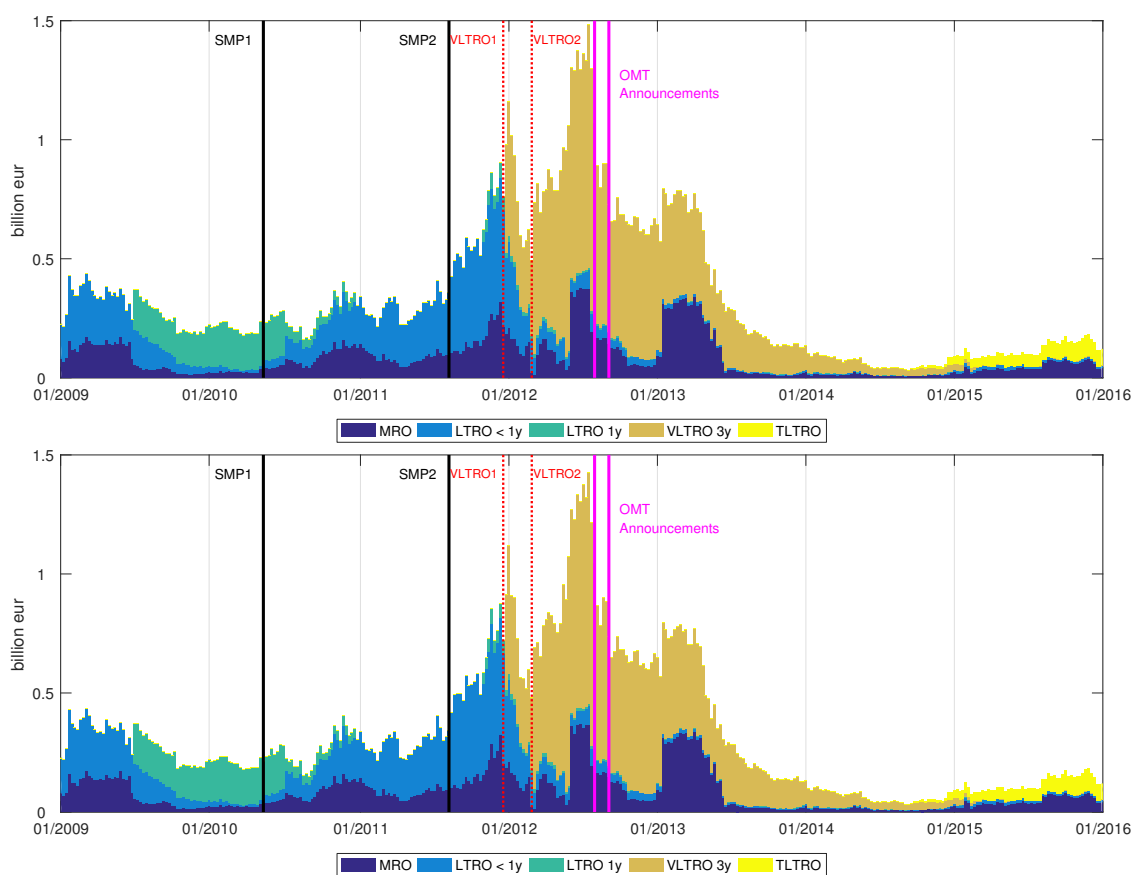 1.5
SMP1
SMP2
VLTRO1
VLTRO2
OMT
Announcements
1
billion eur
0.5
0
01/2009
01/2010
01/2011
01/2012
01/2013
01/2014
01/2015
01/2016
MRO
LTRO < 1y
LTRO 1y
VLTRO 3y
TLTRO
1.5
SMP1
SMP2
VLTRO1
VLTRO2
OMT
Announcements
1
billion eur
0.5
0
01/2009
01/2010
01/2011
01/2012
01/2013
01/2014
01/2015
01/2016
MRO
LTRO < 1y
LTRO 1y
VLTRO 3y
TLTRO